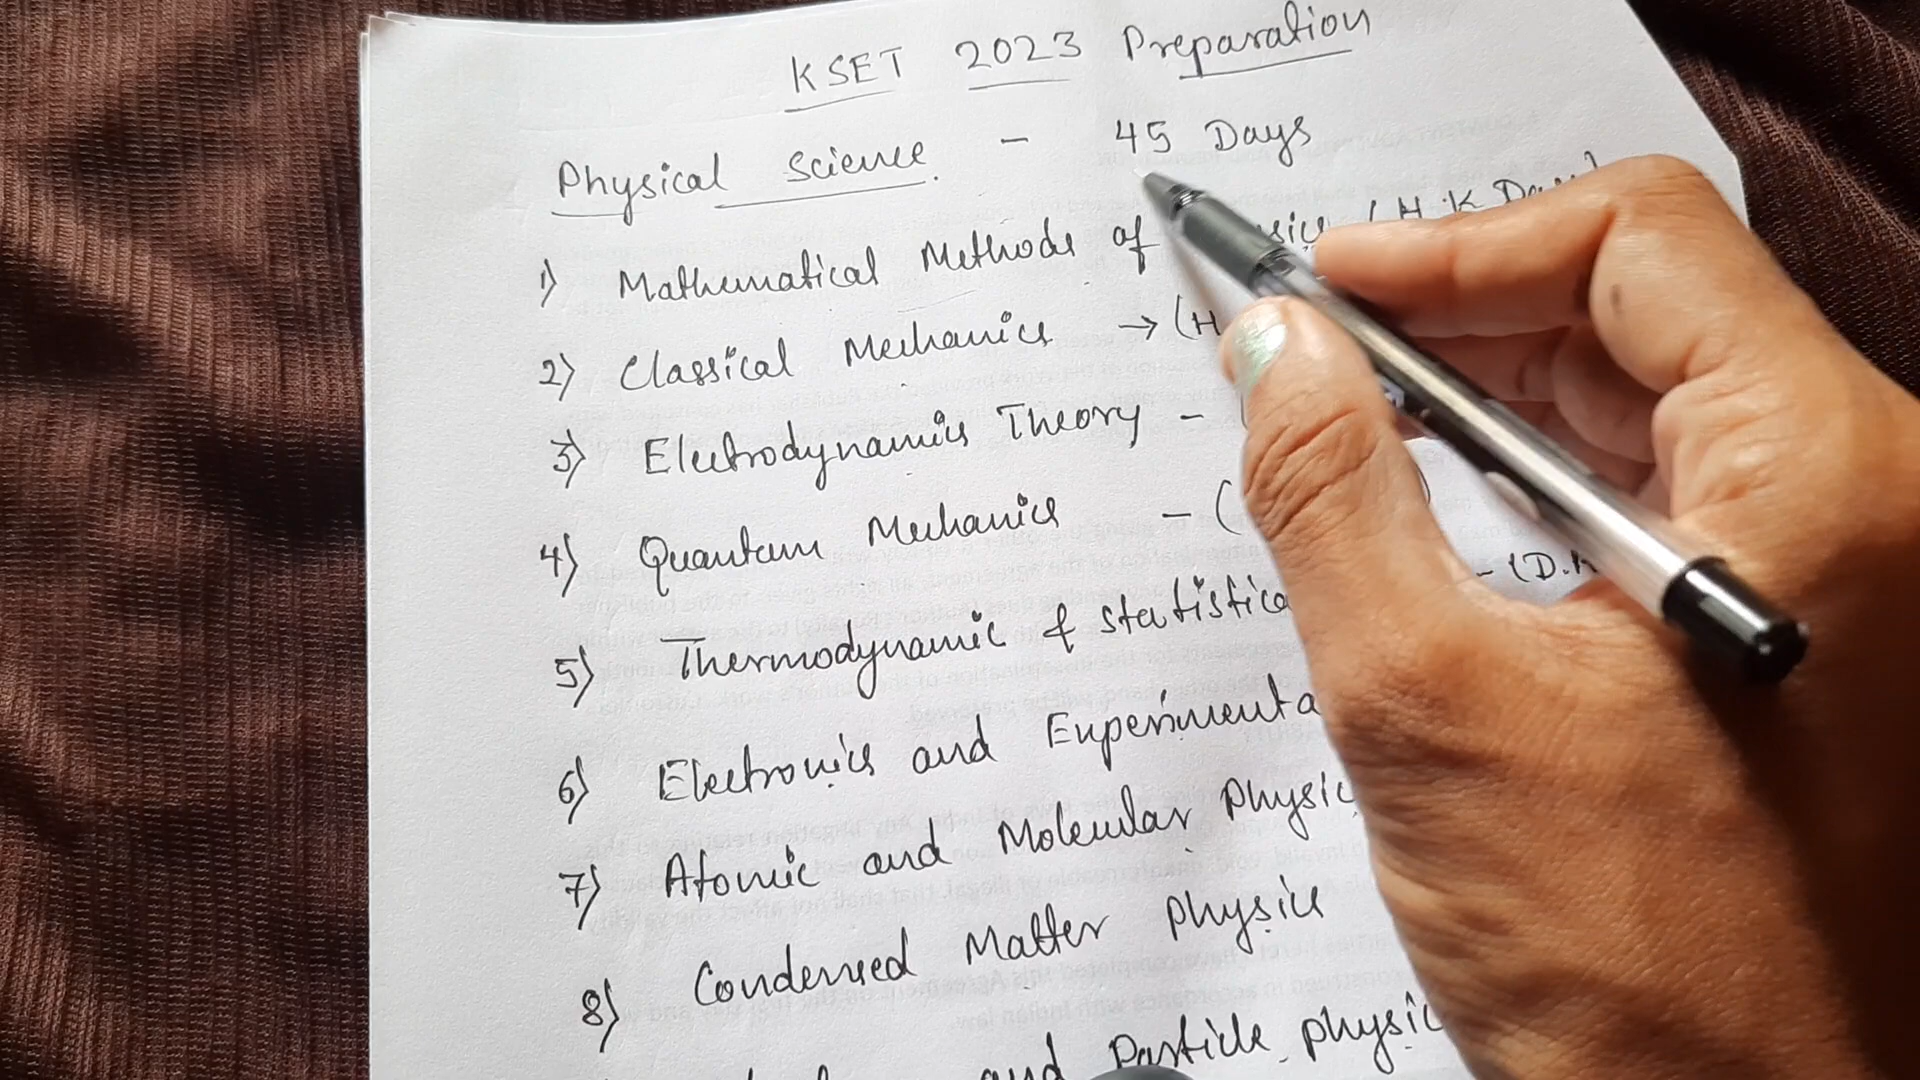 KSET 2023 Preparation
Physical Science - 45 Days
1) Mathematical Methods of (H.K Dass)
2) Classical Mechanics → (H
3) Electrodynamics Theory - (
4) Quantum Mechanics - ( )
5) Thermodynamic & statistica - (D.
6) Electronics and Experimenta
7) Atomic and Molecular Physic
8) Condensed Matter Physics
and Particle physic